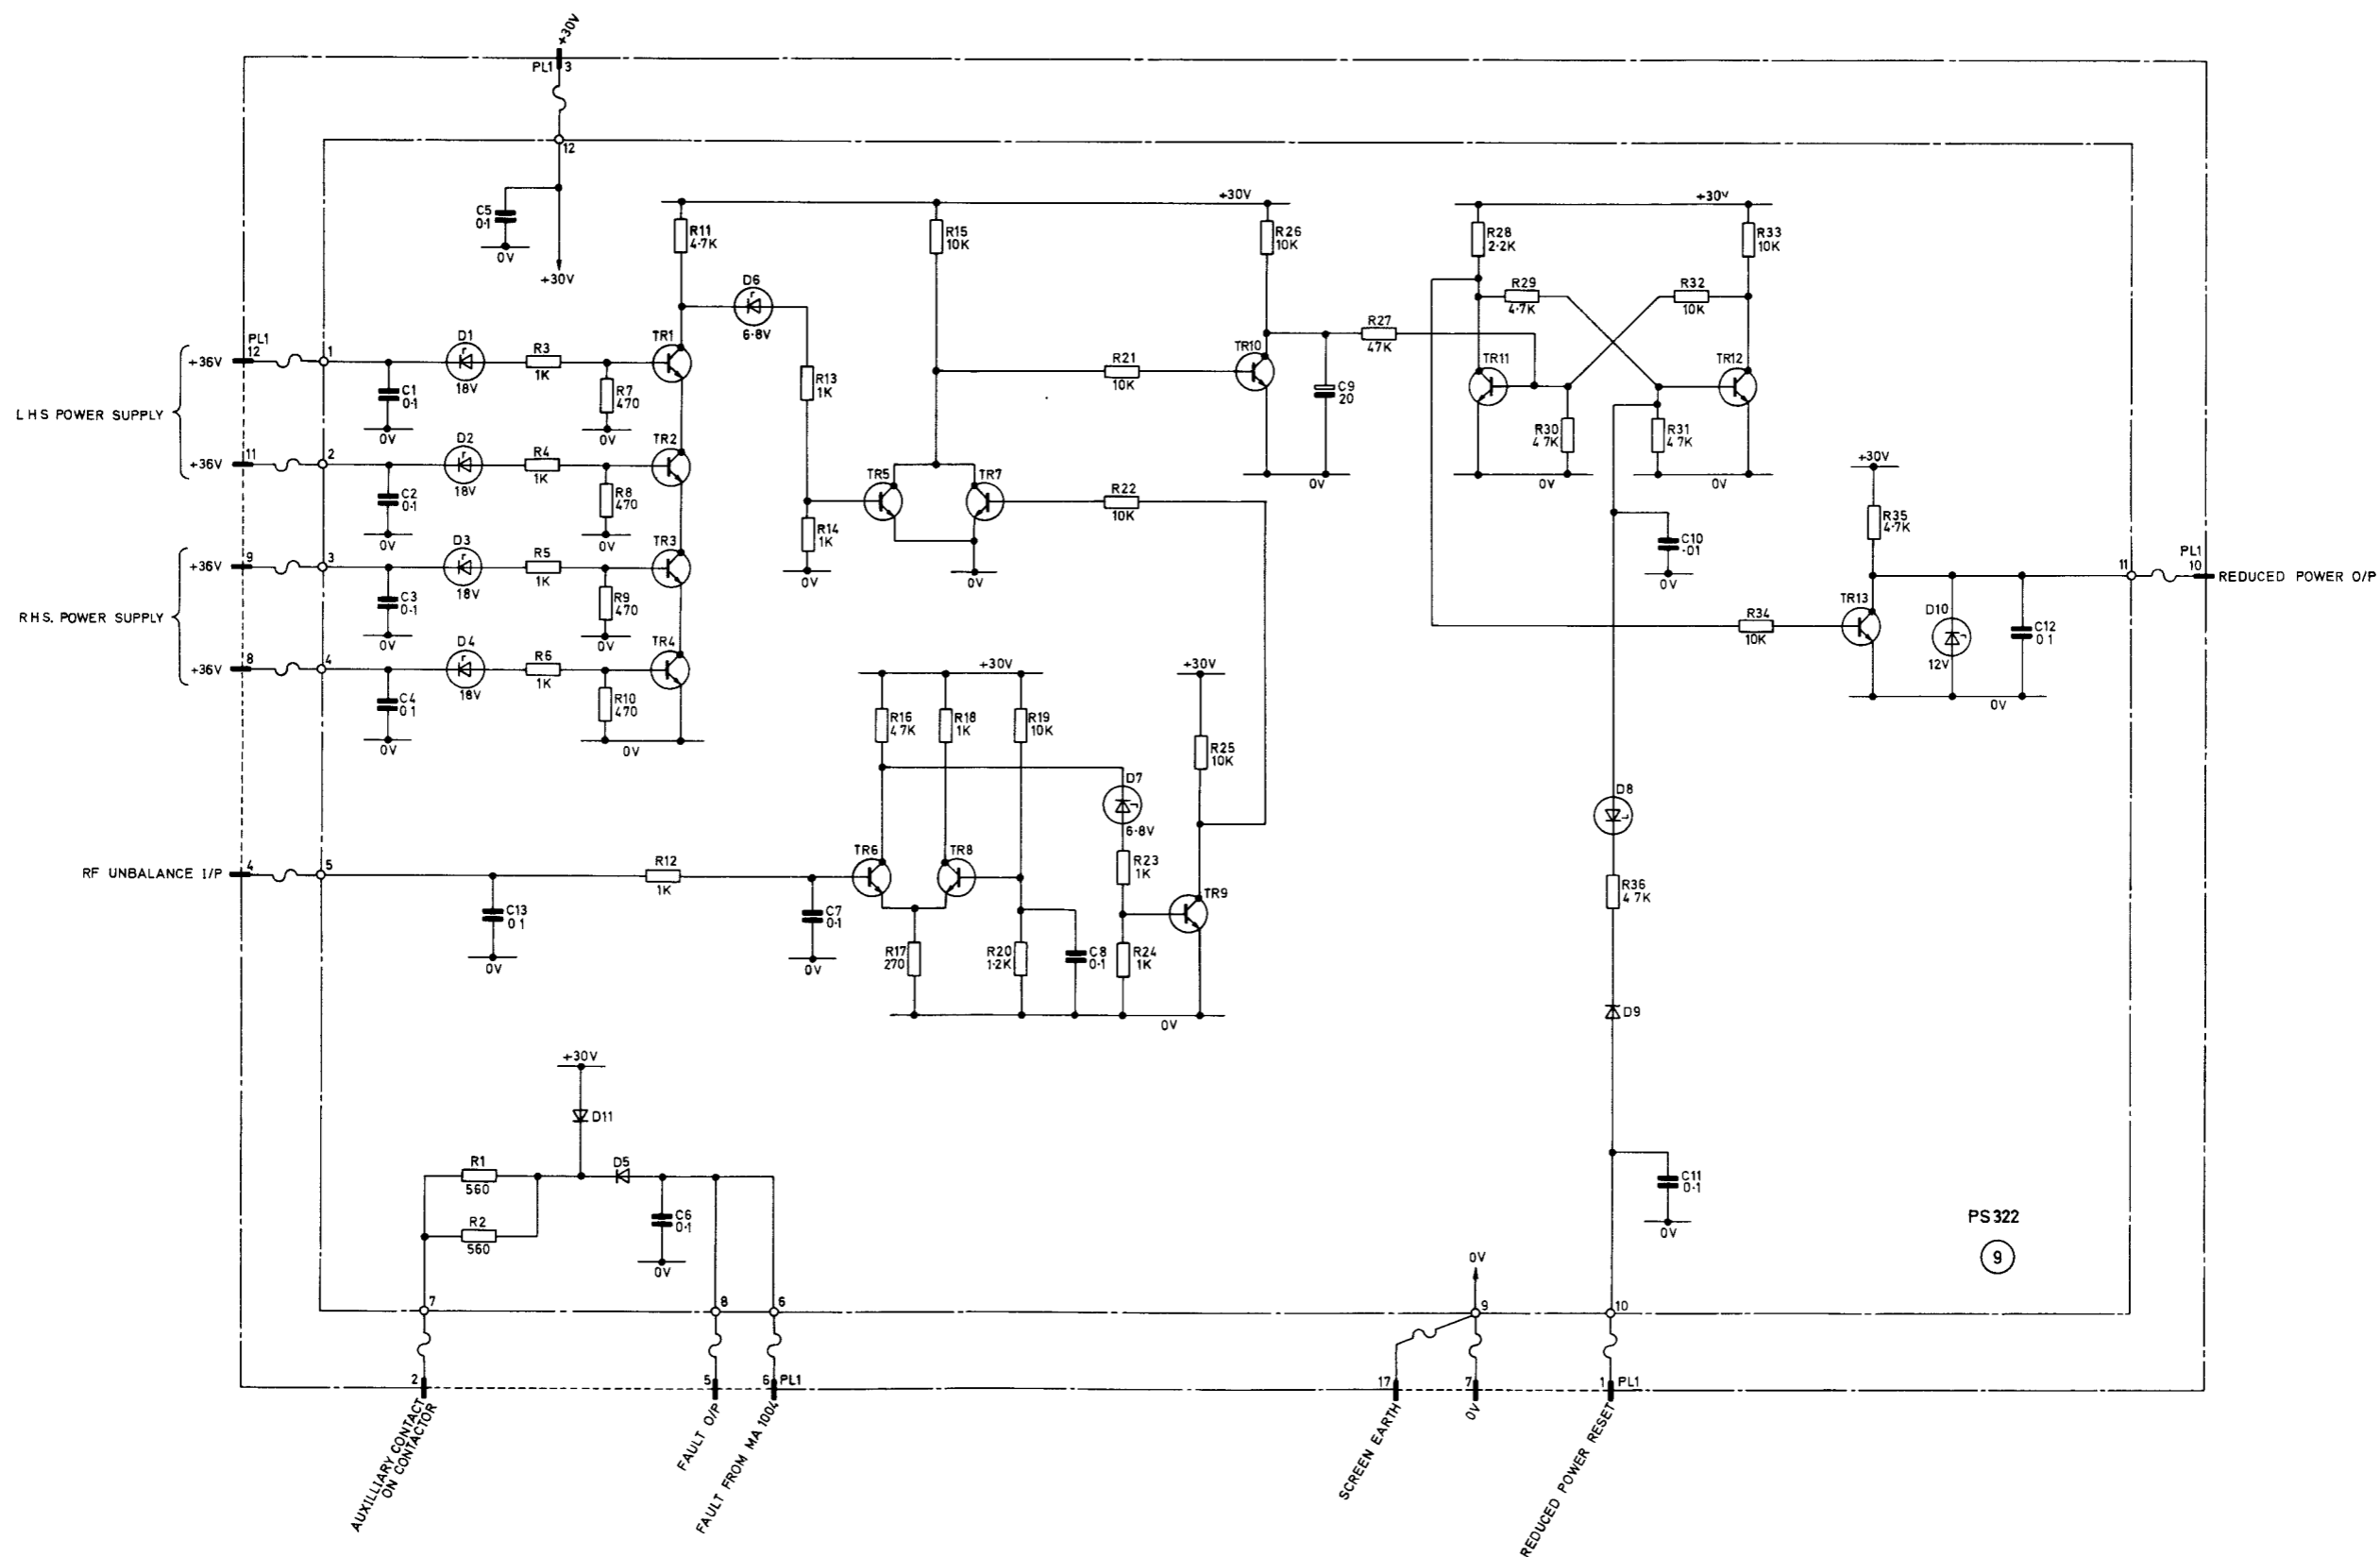 +30V
PL1 3
12
C5
0·1
0V
+30V
+30V
R11
4·7K
R15
10K
R26
10K
+30V
R28
2·2K
R33
10K
D6
6·8V
R29
4·7K
R32
10K
PL1
12
+36V
1
D1
18V
R3
1K
TR1
C1
0·1
0V
R7
470
0V
R13
1K
R21
10K
TR10
R27
47K
C9
20
TR11
TR12
LHS POWER SUPPLY
+36V
11
2
D2
18V
R4
1K
TR2
C2
0·1
0V
R8
470
0V
R30
4 7K
R31
4 7K
0V
0V
0V
TR5
TR7
R22
10K
R14
1K
0V
0V
+30V
R35
4·7K
+36V
9
3
D3
18V
R5
1K
TR3
C3
0·1
0V
R9
470
0V
C10
·01
0V
11
PL1
10
REDUCED POWER O/P
RHS. POWER SUPPLY
R34
10K
TR13
D10
12V
C12
0 1
0V
+36V
8
4
D4
18V
R6
1K
TR4
C4
0 1
0V
R10
470
0V
+30V
+30V
R16
4 7K
R18
1K
R19
10K
R25
10K
D7
6·8V
D8
RF UNBALANCE I/P
4
5
R12
1K
TR6
TR8
R23
1K
TR9
R36
4 7K
C13
0 1
0V
C7
0·1
0V
R17
270
R20
1·2K
C8
0·1
R24
1K
0V
D9
+30V
D11
R1
560
D5
R2
560
C6
0·1
0V
C11
0·1
0V
PS322
9
0V
7
8
6
9
10
2
5
6
PL1
17
7
1
PL1
AUXILLIARY CONTACT
ON CONTACTOR
FAULT O/P
FAULT FROM MA 1004
SCREEN EARTH
0V
REDUCED POWER RESET